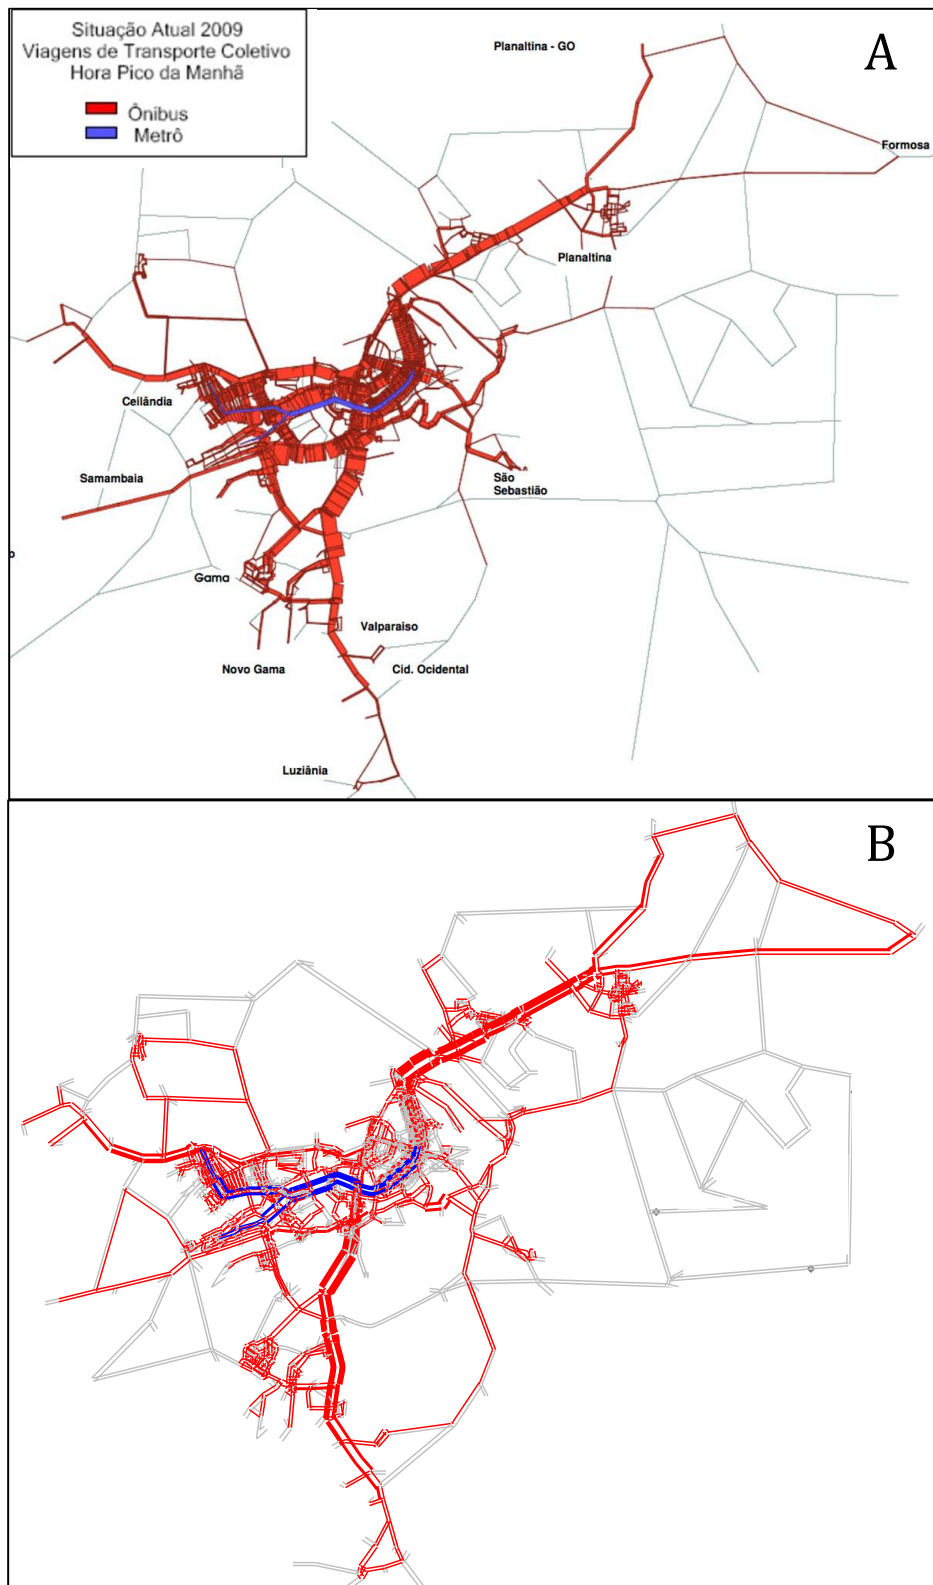 Situação Atual 2009
Viagens de Transporte Coletivo
Hora Pico da Manhã
Ônibus
Metrô
Planaltina - GO
A
Formosa
Planaltina
Ceilândia
Samambaia
São
Sebastião
o
Gama
Valparaiso
Novo Gama
Cid. Ocidental
Luziânia
B